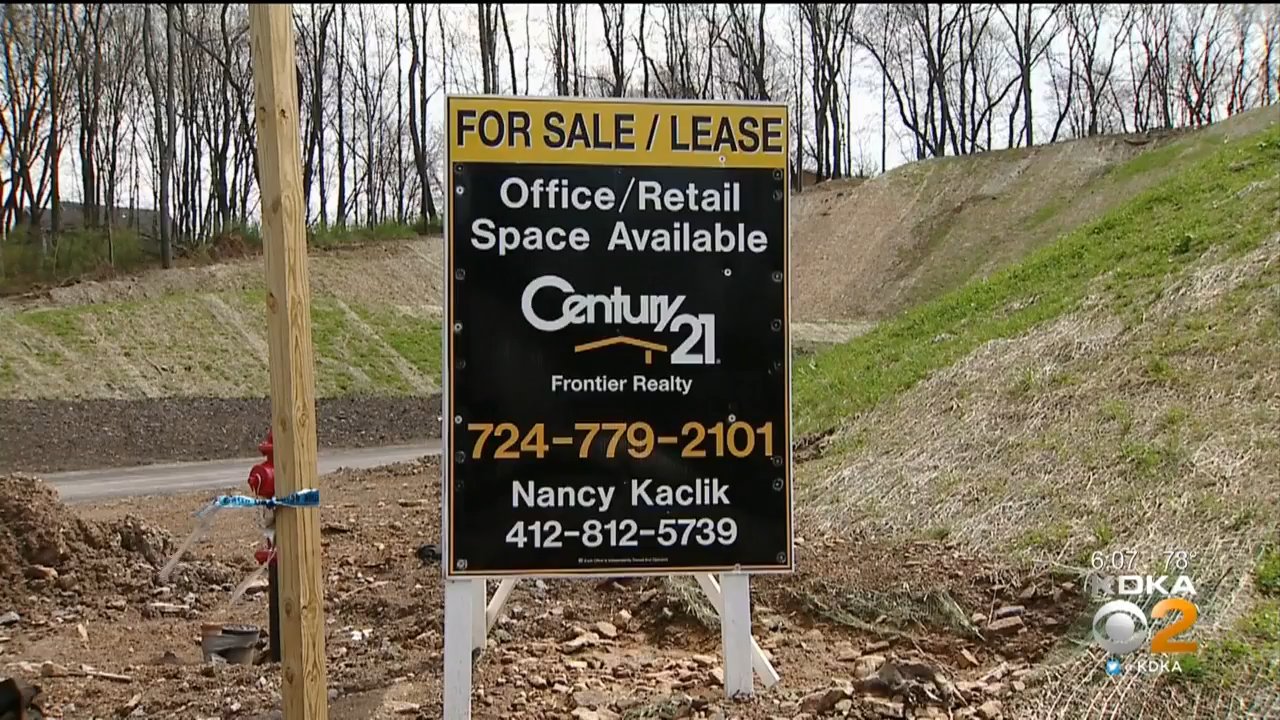 FOR SALE / LEASE
Office/Retail
Space Available
Century 21
Frontier Realty
724-779-2101
Nancy Kaclik
412-812-5739
6:07 78°
KDKA
2
@KDKA